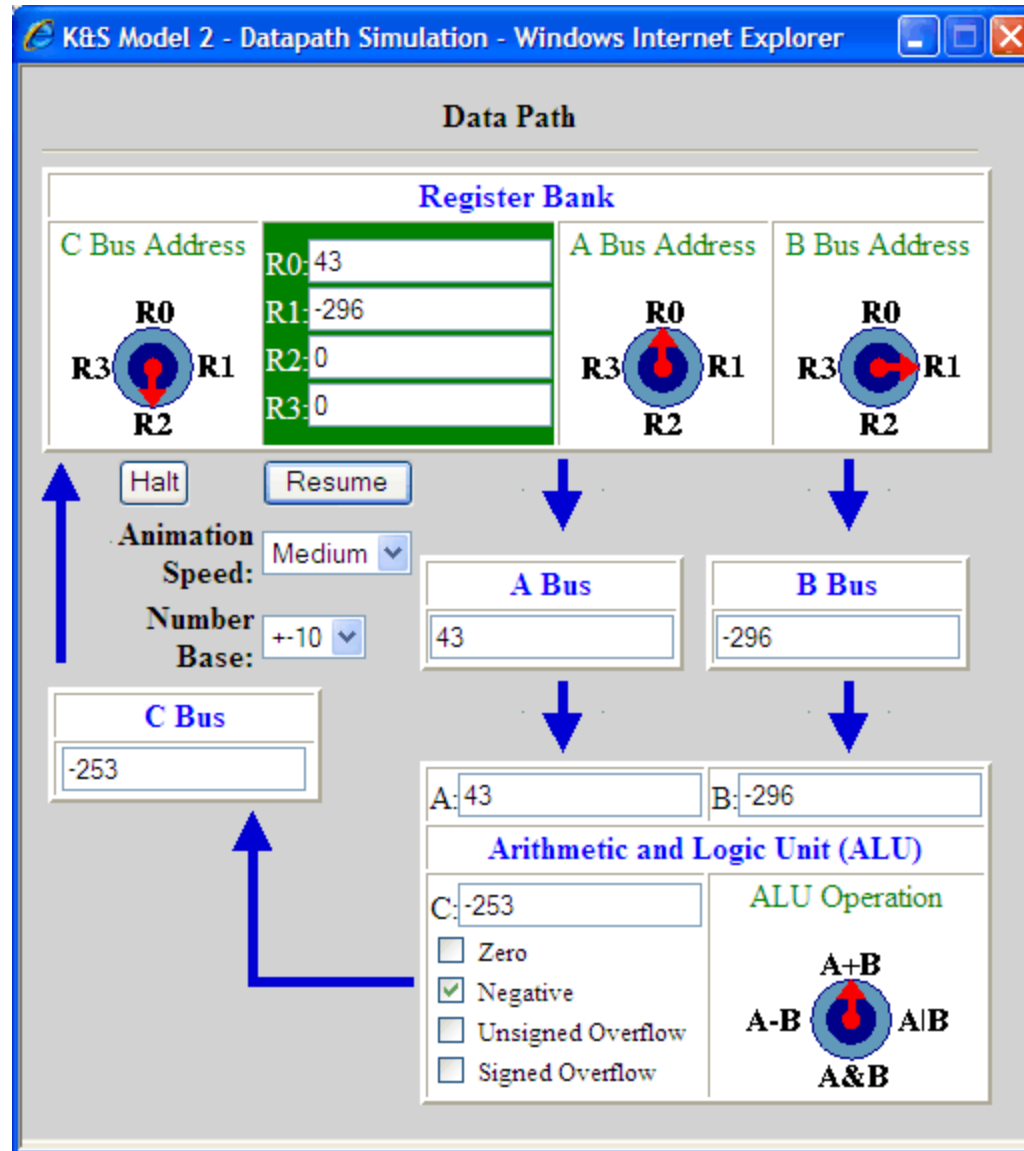 K&S Model 2 - Datapath Simulation - Windows Internet Explorer
Data Path
Register Bank
C Bus Address
R0
R3 R1
R2
R0: 43
R1: -296
R2: 0
R3: 0
A Bus Address
R0
R3 R1
R2
B Bus Address
R0
R3 R1
R2
Halt Resume
Animation Speed: Medium
Number Base: +-10
A Bus
43
B Bus
-296
C Bus
-253
A: 43 B: -296
Arithmetic and Logic Unit (ALU)
C: -253
Zero
Negative
Unsigned Overflow
Signed Overflow
ALU Operation
A+B
A-B A|B
A&B